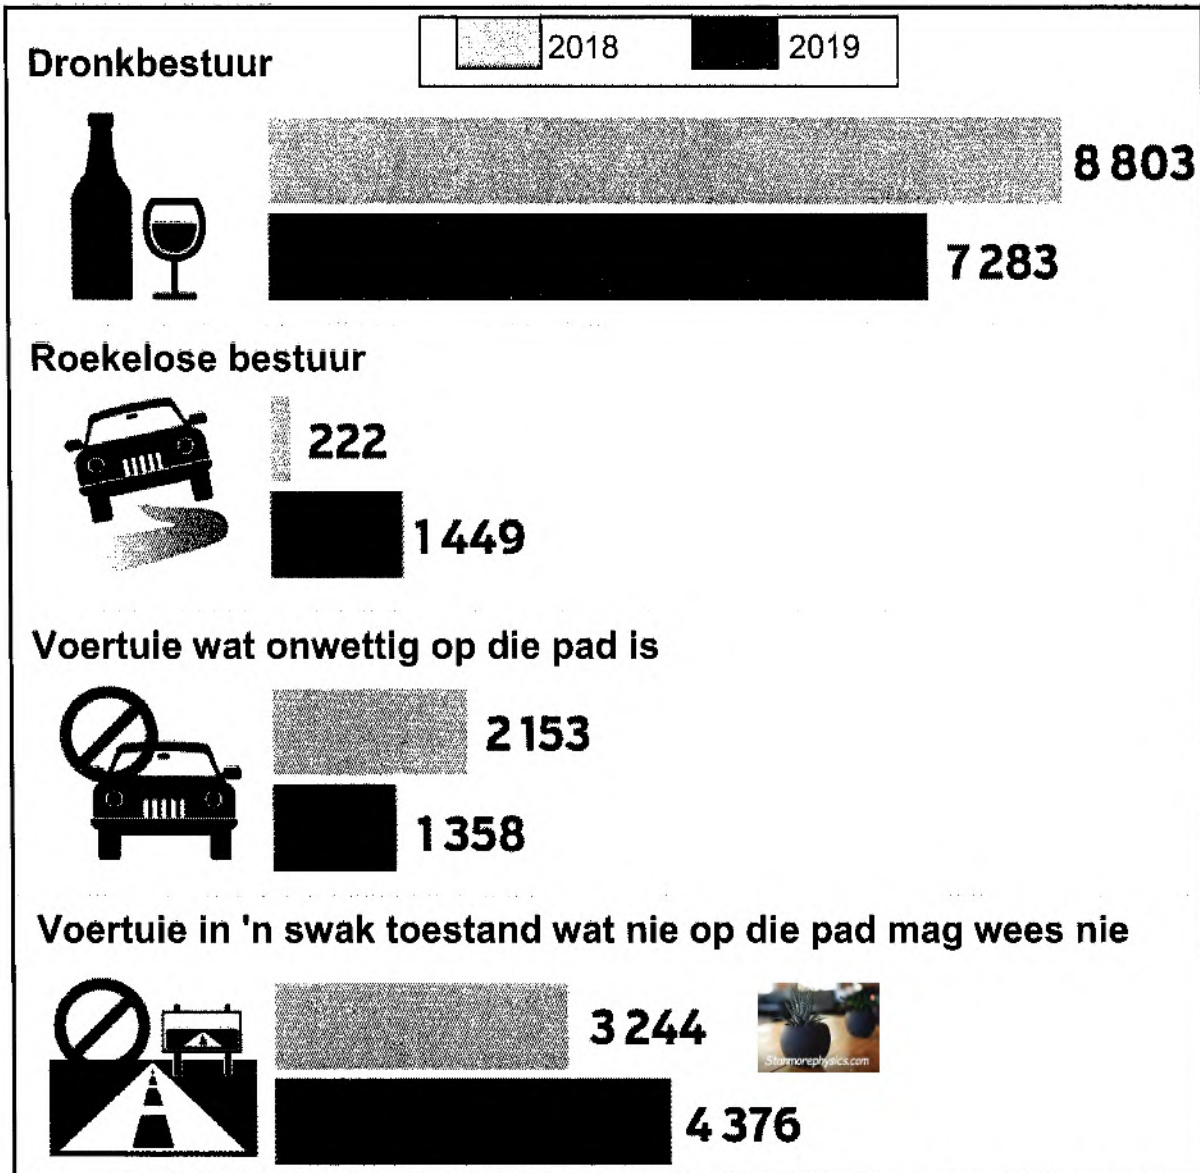 2018 2019
Dronkbestuur
8 803
7 283
Roekelose bestuur
222
1 449
Voertuie wat onwettig op die pad is
2 153
1 358
Voertuie in 'n swak toestand wat nie op die pad mag wees nie
3 244
Stanmorephysics.com
4 376